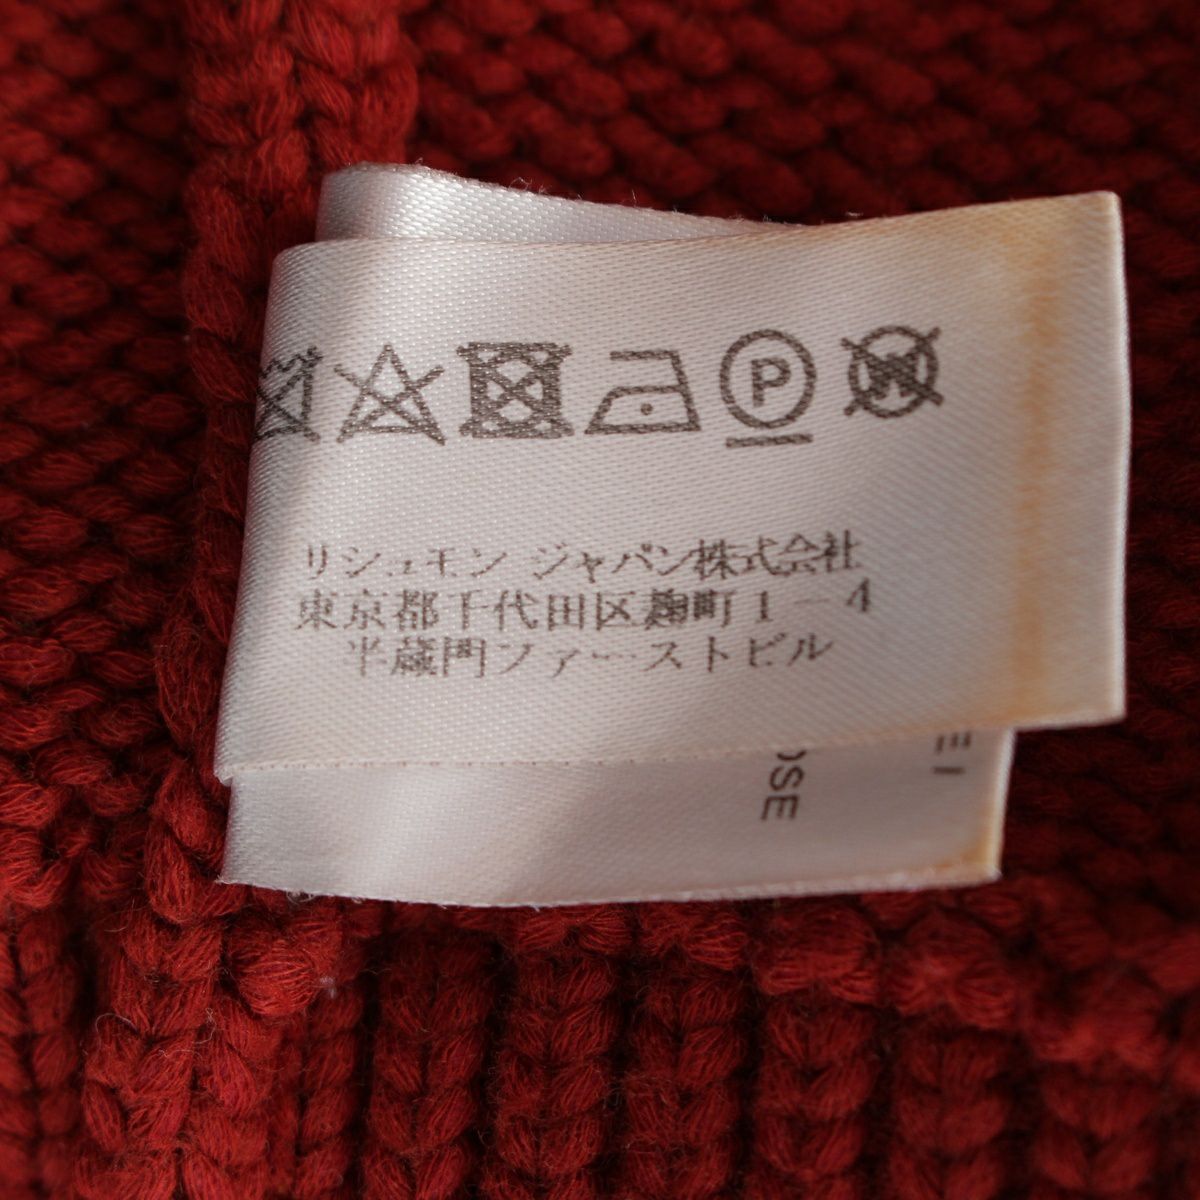 P
W
リシュモン ジャパン株式会社
東京都千代田区麹町1－4
半蔵門ファーストビル
OSE